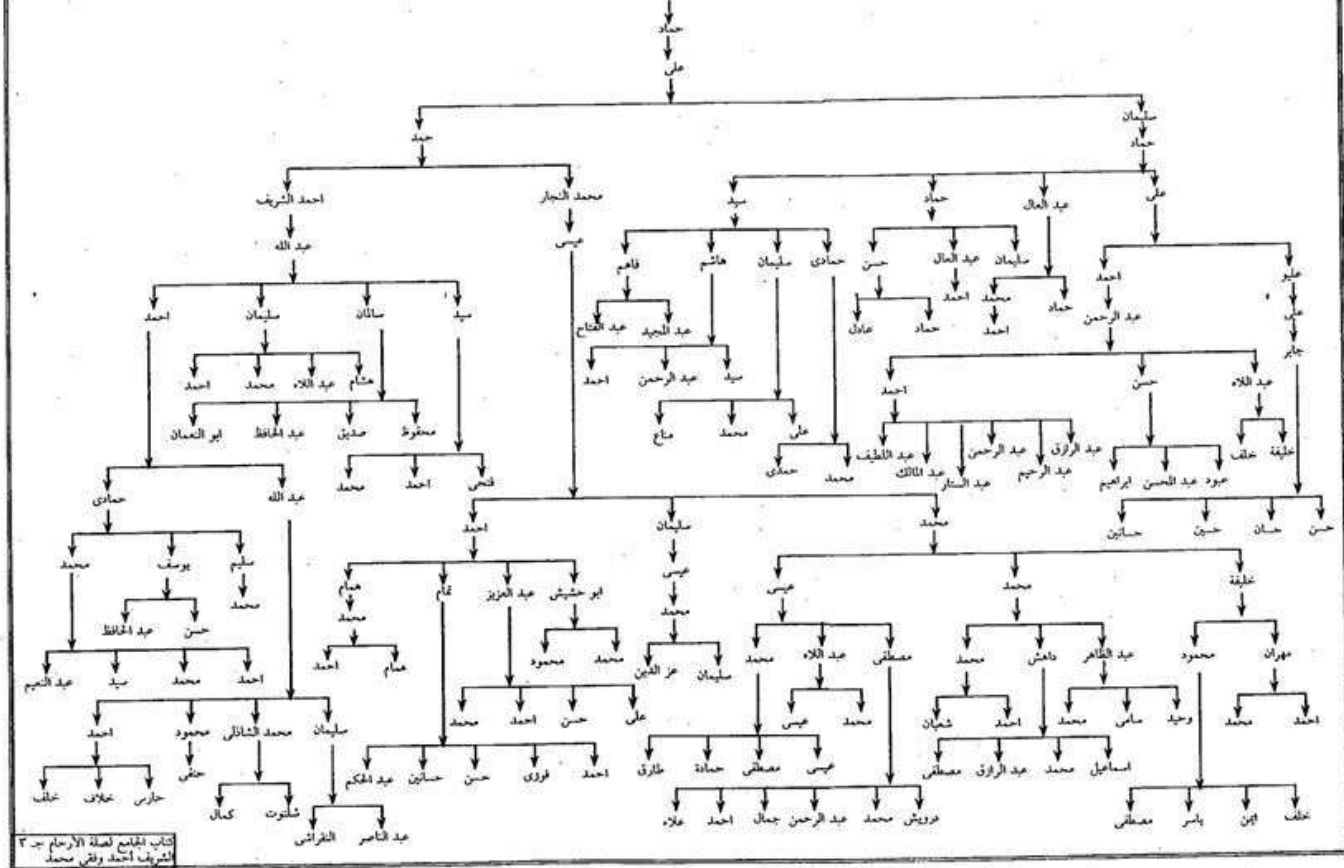 حماد
على
سليمان
حمد
حماد
على عبد العال حماد سيد
محمد النجار احمد الشريف
عيسى عبد الله
عليو احمد
سليمان عبد العال حسن
حمادى سليمان هاشم فاهم
على عبد الرحمن
حماد محمد احمد حماد عادل
عبد المجيد عبد الفتاح
سيد سالمان سليمان احمد
جابر احمد
سيد عبد الرحمن احمد
هشام عبد اللاه محمد احمد
عبد اللاه حسن احمد
محفوظ صديق عبد الحافظ ابو النعمان
على محمد مناع
خليفة خلف
عبد الرازق عبد الرحيم عبد الرحمن عبد الستار عبد المالك عبد اللطيف
محمد حمدى
عبود عبد المحسن ابراهيم
فتحى احمد محمد
عبد الله حمادى
حسن حسان حسين حسانين
محمد سليمان احمد
سليم يوسف محمد
خليفة محمد عيسى
عيسى
ابو حشيش عبد العزيز تمام همام
محمد
محمد
محمد
حسن عبد الحافظ
مهران محمود
عبد الظاهر داهش محمد
مصطفى عبد اللاه محمد
سليمان عز الدين
محمد محمود
همام احمد
احمد محمد سيد عبد النعيم
احمد محمد
وحيد سامى محمد
احمد شعبان
محمد عيسى
على حسن احمد محمد
سليمان محمد الشاذلى محمود احمد
اسماعيل محمد عبد الرازق مصطفى
عيسى مصطفى حمادة طارق
احمد فوزى حسن حسانين عبد الحكم
حنفى
حارس خلاف خلف
شلتوت كمال
خلف ايمن ياسر مصطفى
درويش محمد عبد الرحمن جمال احمد علاء
عبد الناصر النقراشى
كتاب الجامع لصلة الأرحام جـ ٣
الشريف أحمد وفقى محمد